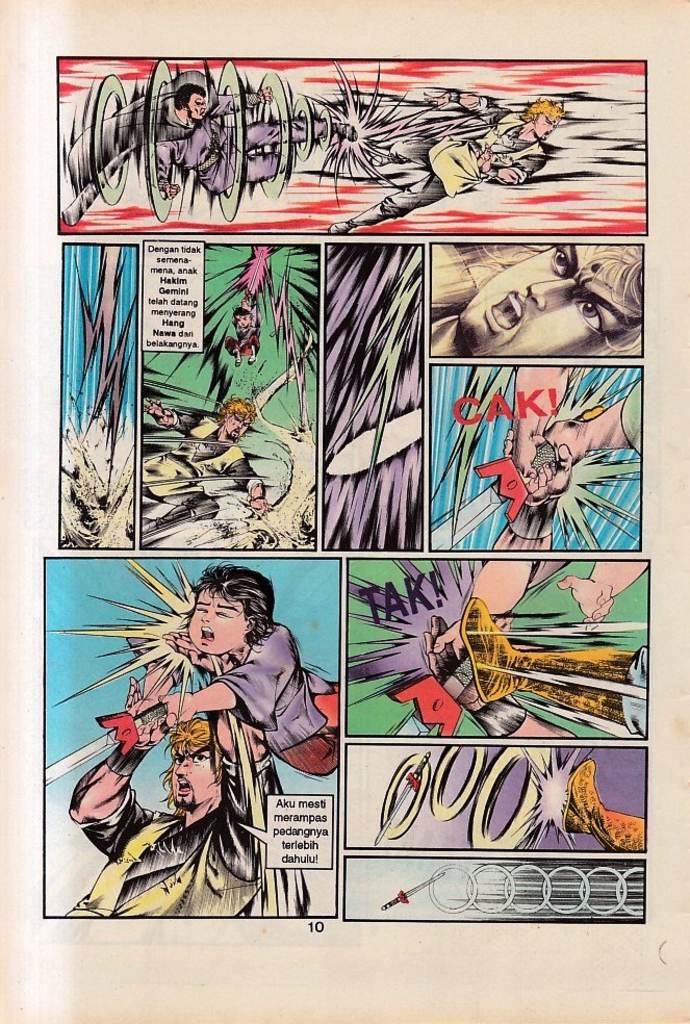 Dengan tidak
semena-
mena, anak
Hakim
Gemini
telah datang
menyerang
Hang
Nawa dari
belakangnya.
CAK!
TAK!
Aku mesti
merampas
pedangnya
terlebih
dahulu!
10